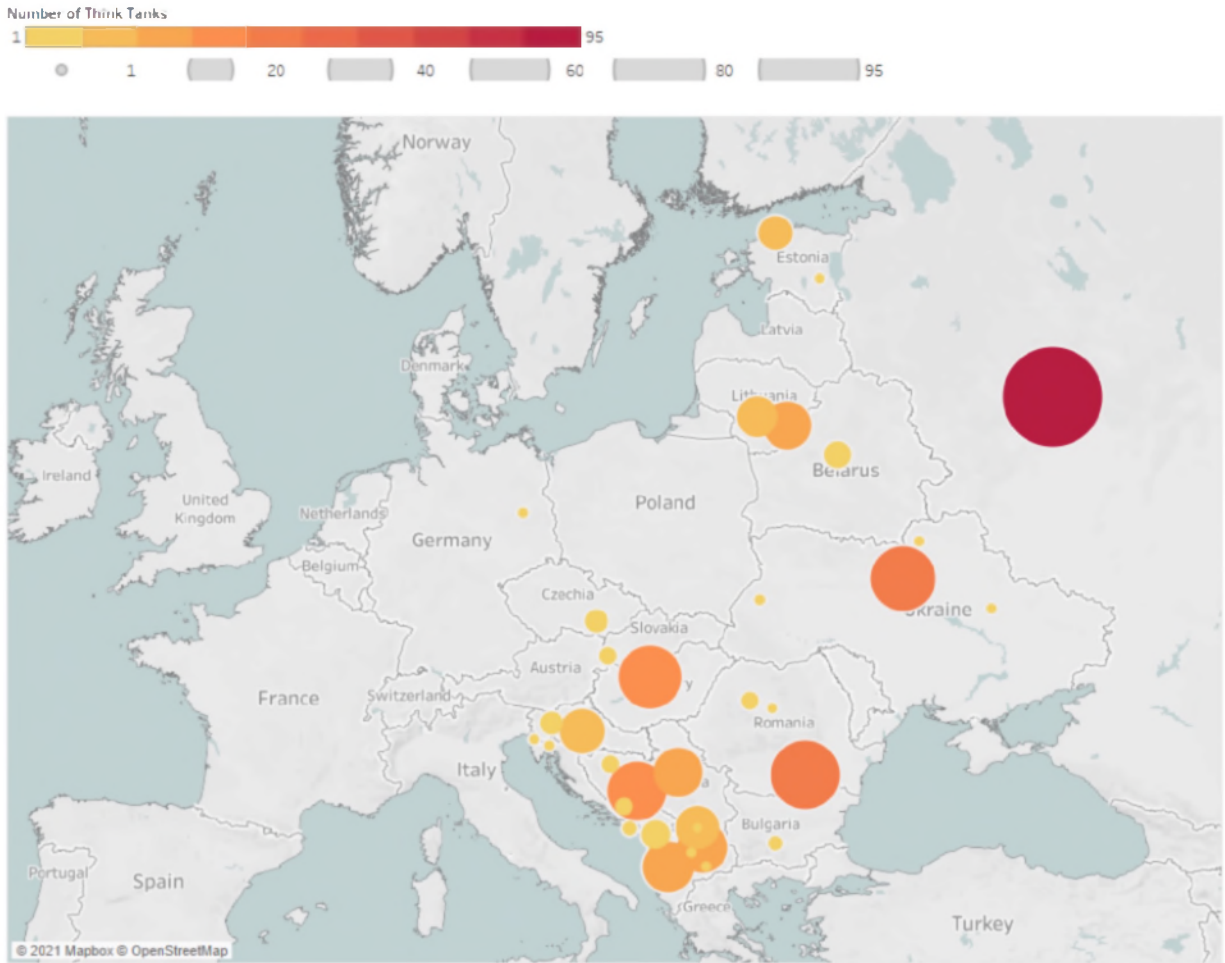 Number of Think Tanks
1 95
1 20 40 60 80 95
Norway
Estonia
Latvia
Denmark
Lithuania
Belarus
Ireland
United
Kingdom
Netherlands
Poland
Germany
Belgium
Czechia
Ukraine
Slovakia
Austria
y
France
Switzerland
Romania
Italy
a
Bulgaria
Portugal
Spain
Greece
Turkey
© 2021 Mapbox © OpenStreetMap